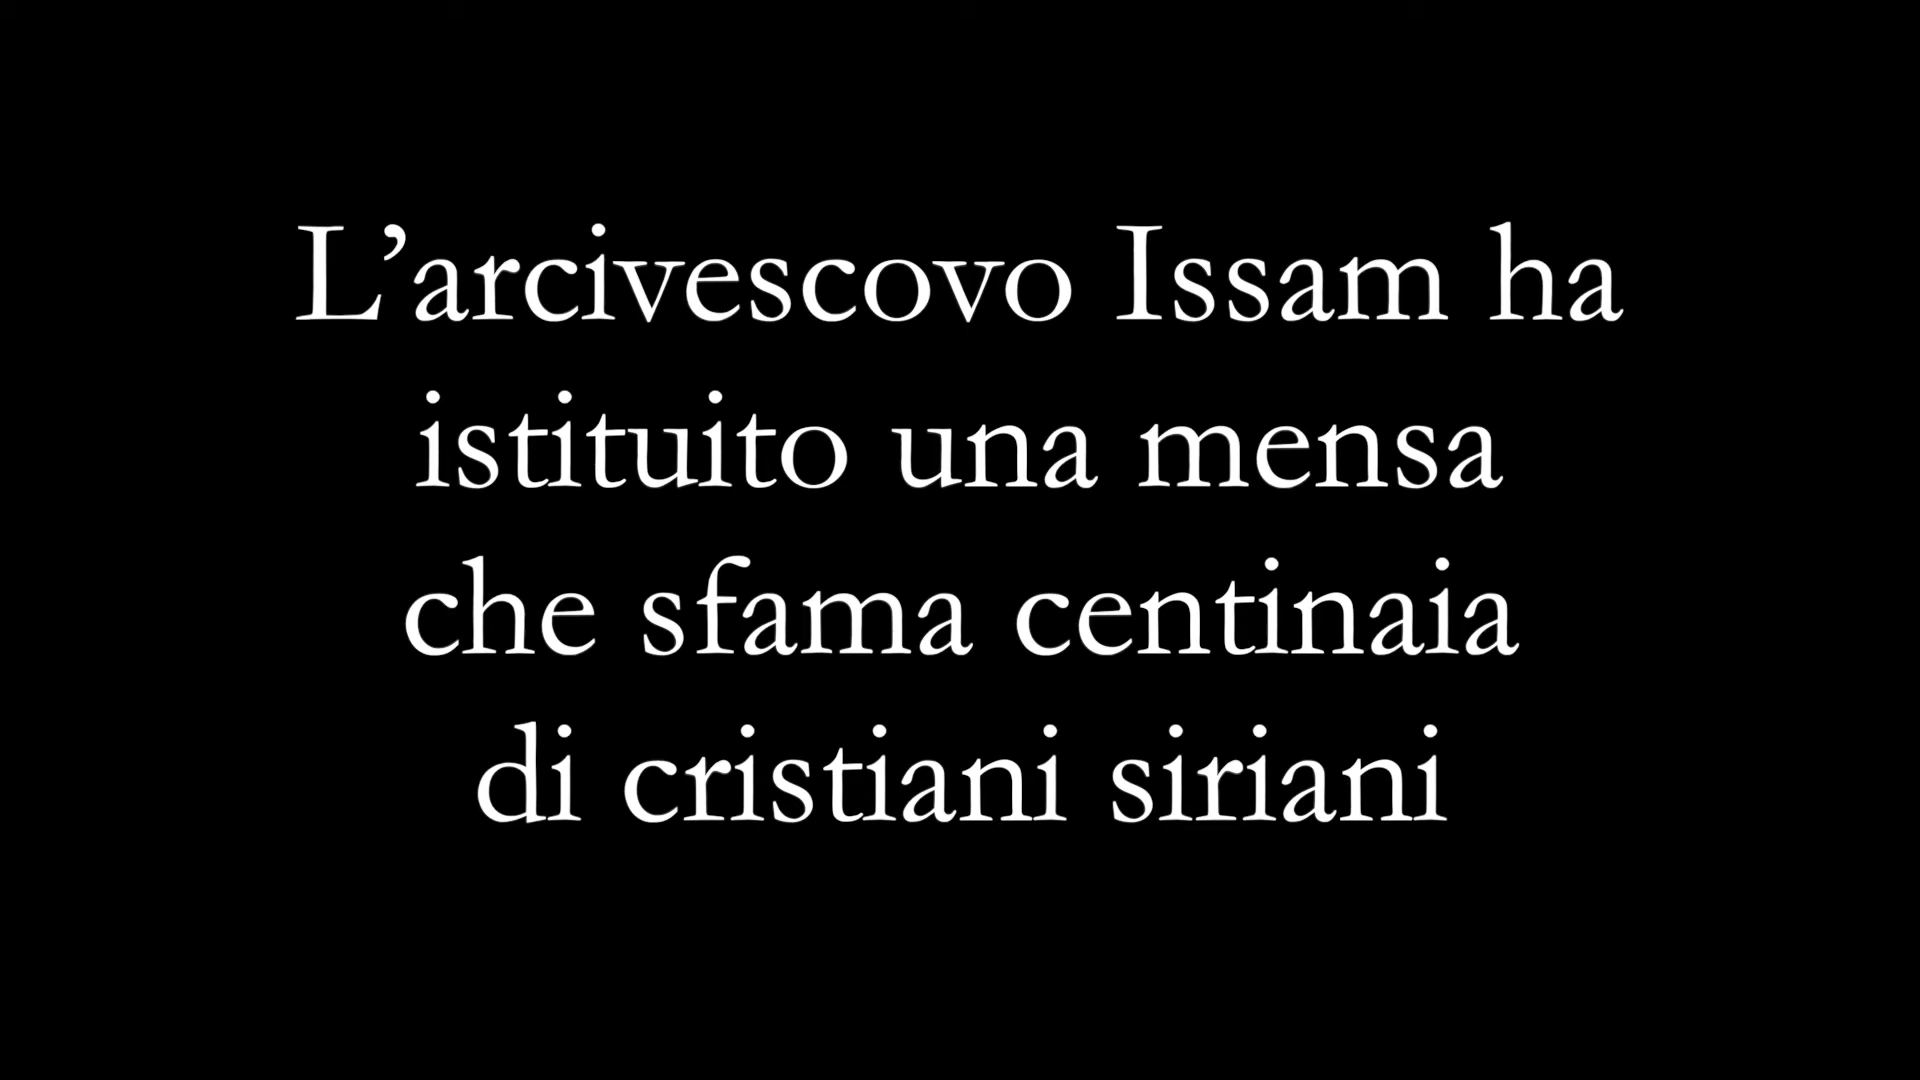 L’arcivescovo Issam ha
istituito una mensa
che sfama centinaia
di cristiani siriani